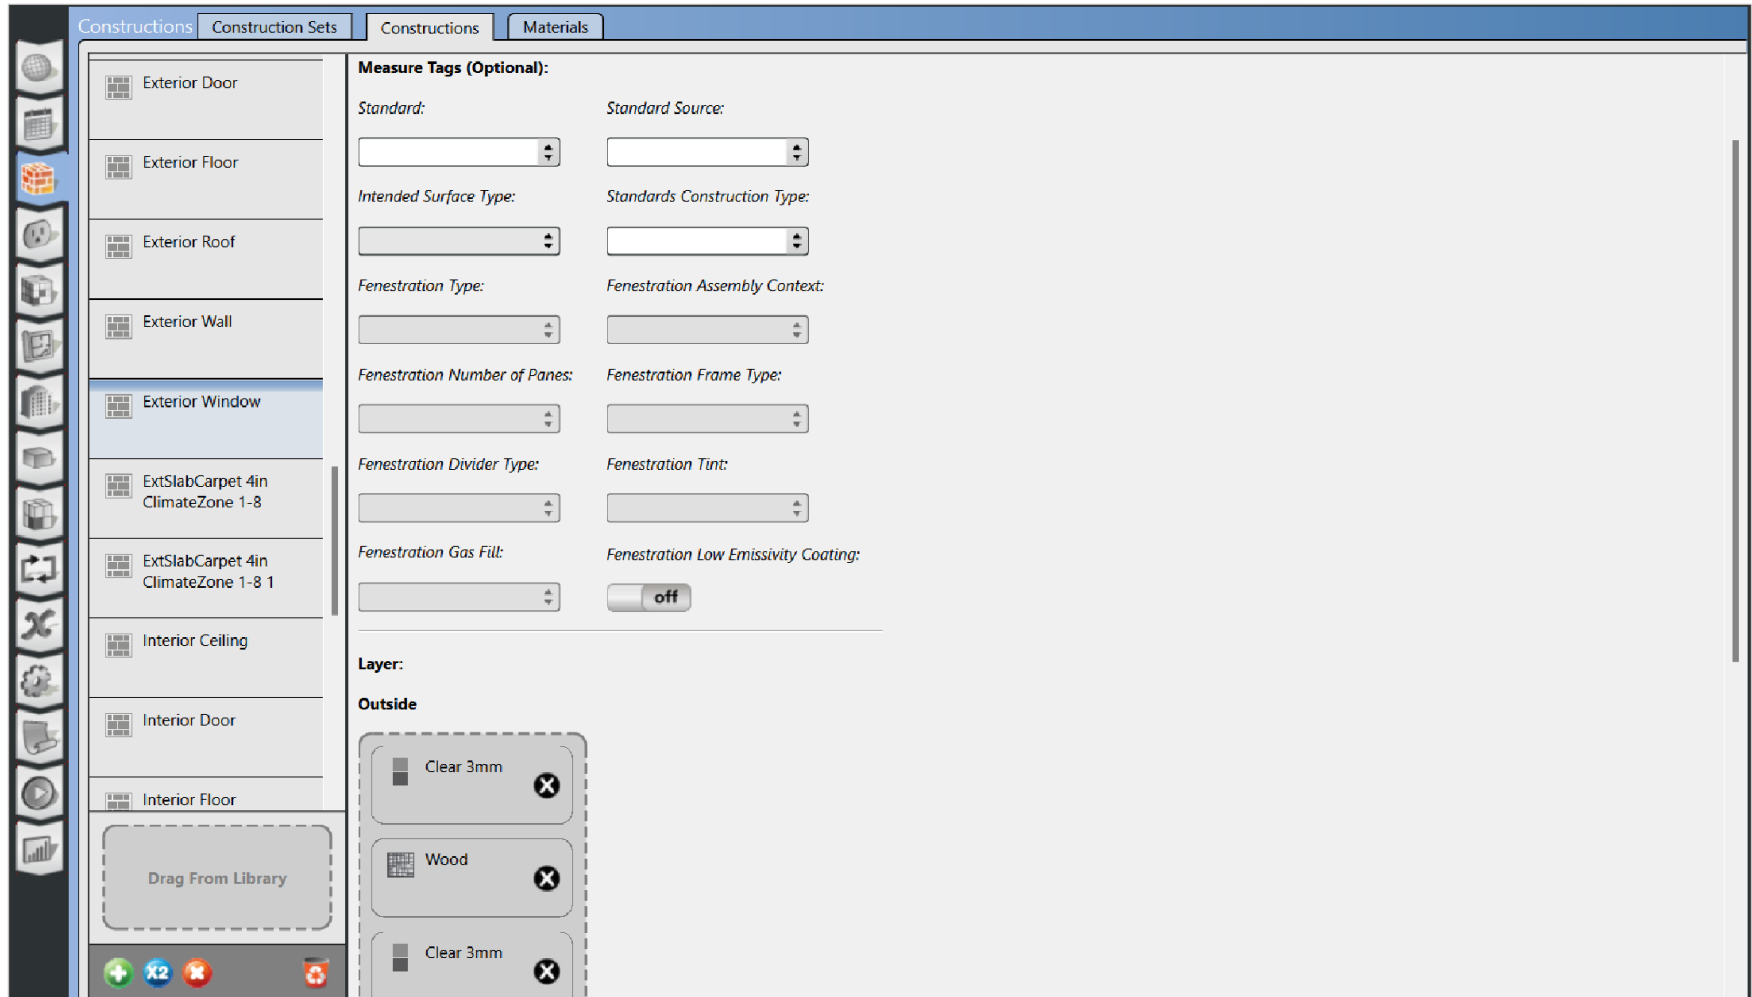 Constructions
Construction Sets
Constructions
Materials
Exterior Door
Exterior Floor
Exterior Roof
Exterior Wall
Exterior Window
ExtSlabCarpet 4in
ClimateZone 1-8
ExtSlabCarpet 4in
ClimateZone 1-8 1
Interior Ceiling
Interior Door
Interior Floor
Drag From Library
X2
Measure Tags (Optional):
Standard:
Standard Source:
Intended Surface Type:
Standards Construction Type:
Fenestration Type:
Fenestration Assembly Context:
Fenestration Number of Panes:
Fenestration Frame Type:
Fenestration Divider Type:
Fenestration Tint:
Fenestration Gas Fill:
Fenestration Low Emissivity Coating:
off
Layer:
Outside
Clear 3mm
Wood
Clear 3mm